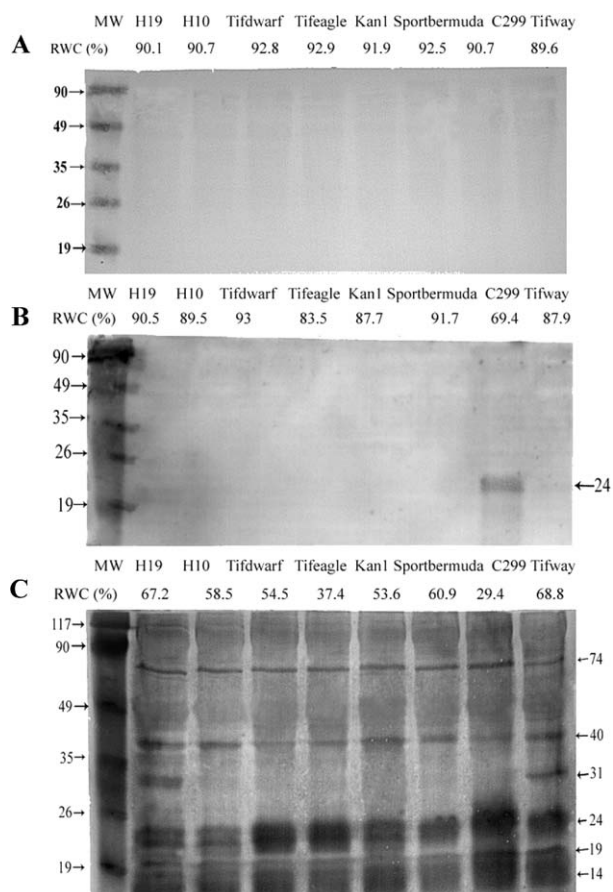 A
MW H19 H10 Tifdwarf Tifeagle Kan1 Sportbermuda C299 Tifway
RWC (%) 90.1 90.7 92.8 92.9 91.9 92.5 90.7 89.6
90→
49→
35→
26→
19→
B
MW H19 H10 Tifdwarf Tifeagle Kan1 Sportbermuda C299 Tifway
RWC (%) 90.5 89.5 93 83.5 87.7 91.7 69.4 87.9
90→
49→
35→
26→
←24
19→
C
MW H19 H10 Tifdwarf Tifeagle Kan1 Sportbermuda C299 Tifway
RWC (%) 67.2 58.5 54.5 37.4 53.6 60.9 29.4 68.8
117→
90→
←74
49→
←40
35→
←31
26→
←24
←19
19→
←14